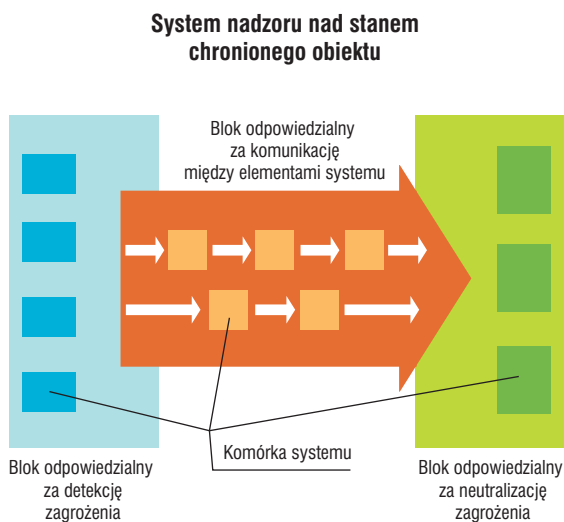 System nadzoru nad stanem
chronionego obiektu
Blok odpowiedzialny
za komunikację
między elementami systemu
Komórka systemu
Blok odpowiedzialny
za detekcję
zagrożenia
Blok odpowiedzialny
za neutralizację
zagrożenia